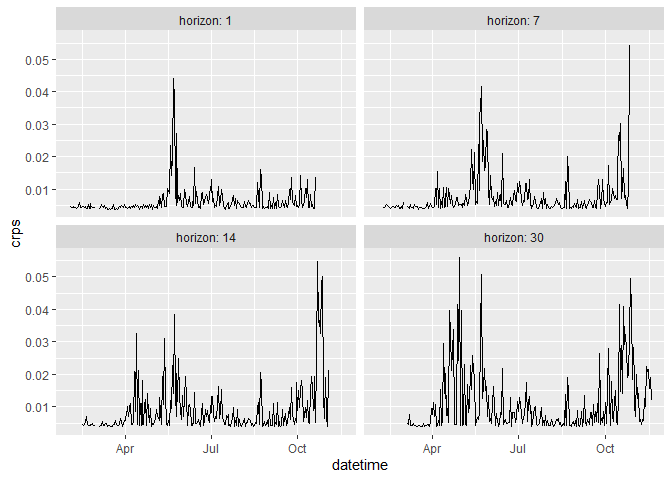 horizon: 1
horizon: 7
0.05
0.04
0.03
0.02
0.01
crps
horizon: 14
horizon: 30
0.05
0.04
0.03
0.02
0.01
Apr
Jul
Oct
Apr
Jul
Oct
datetime